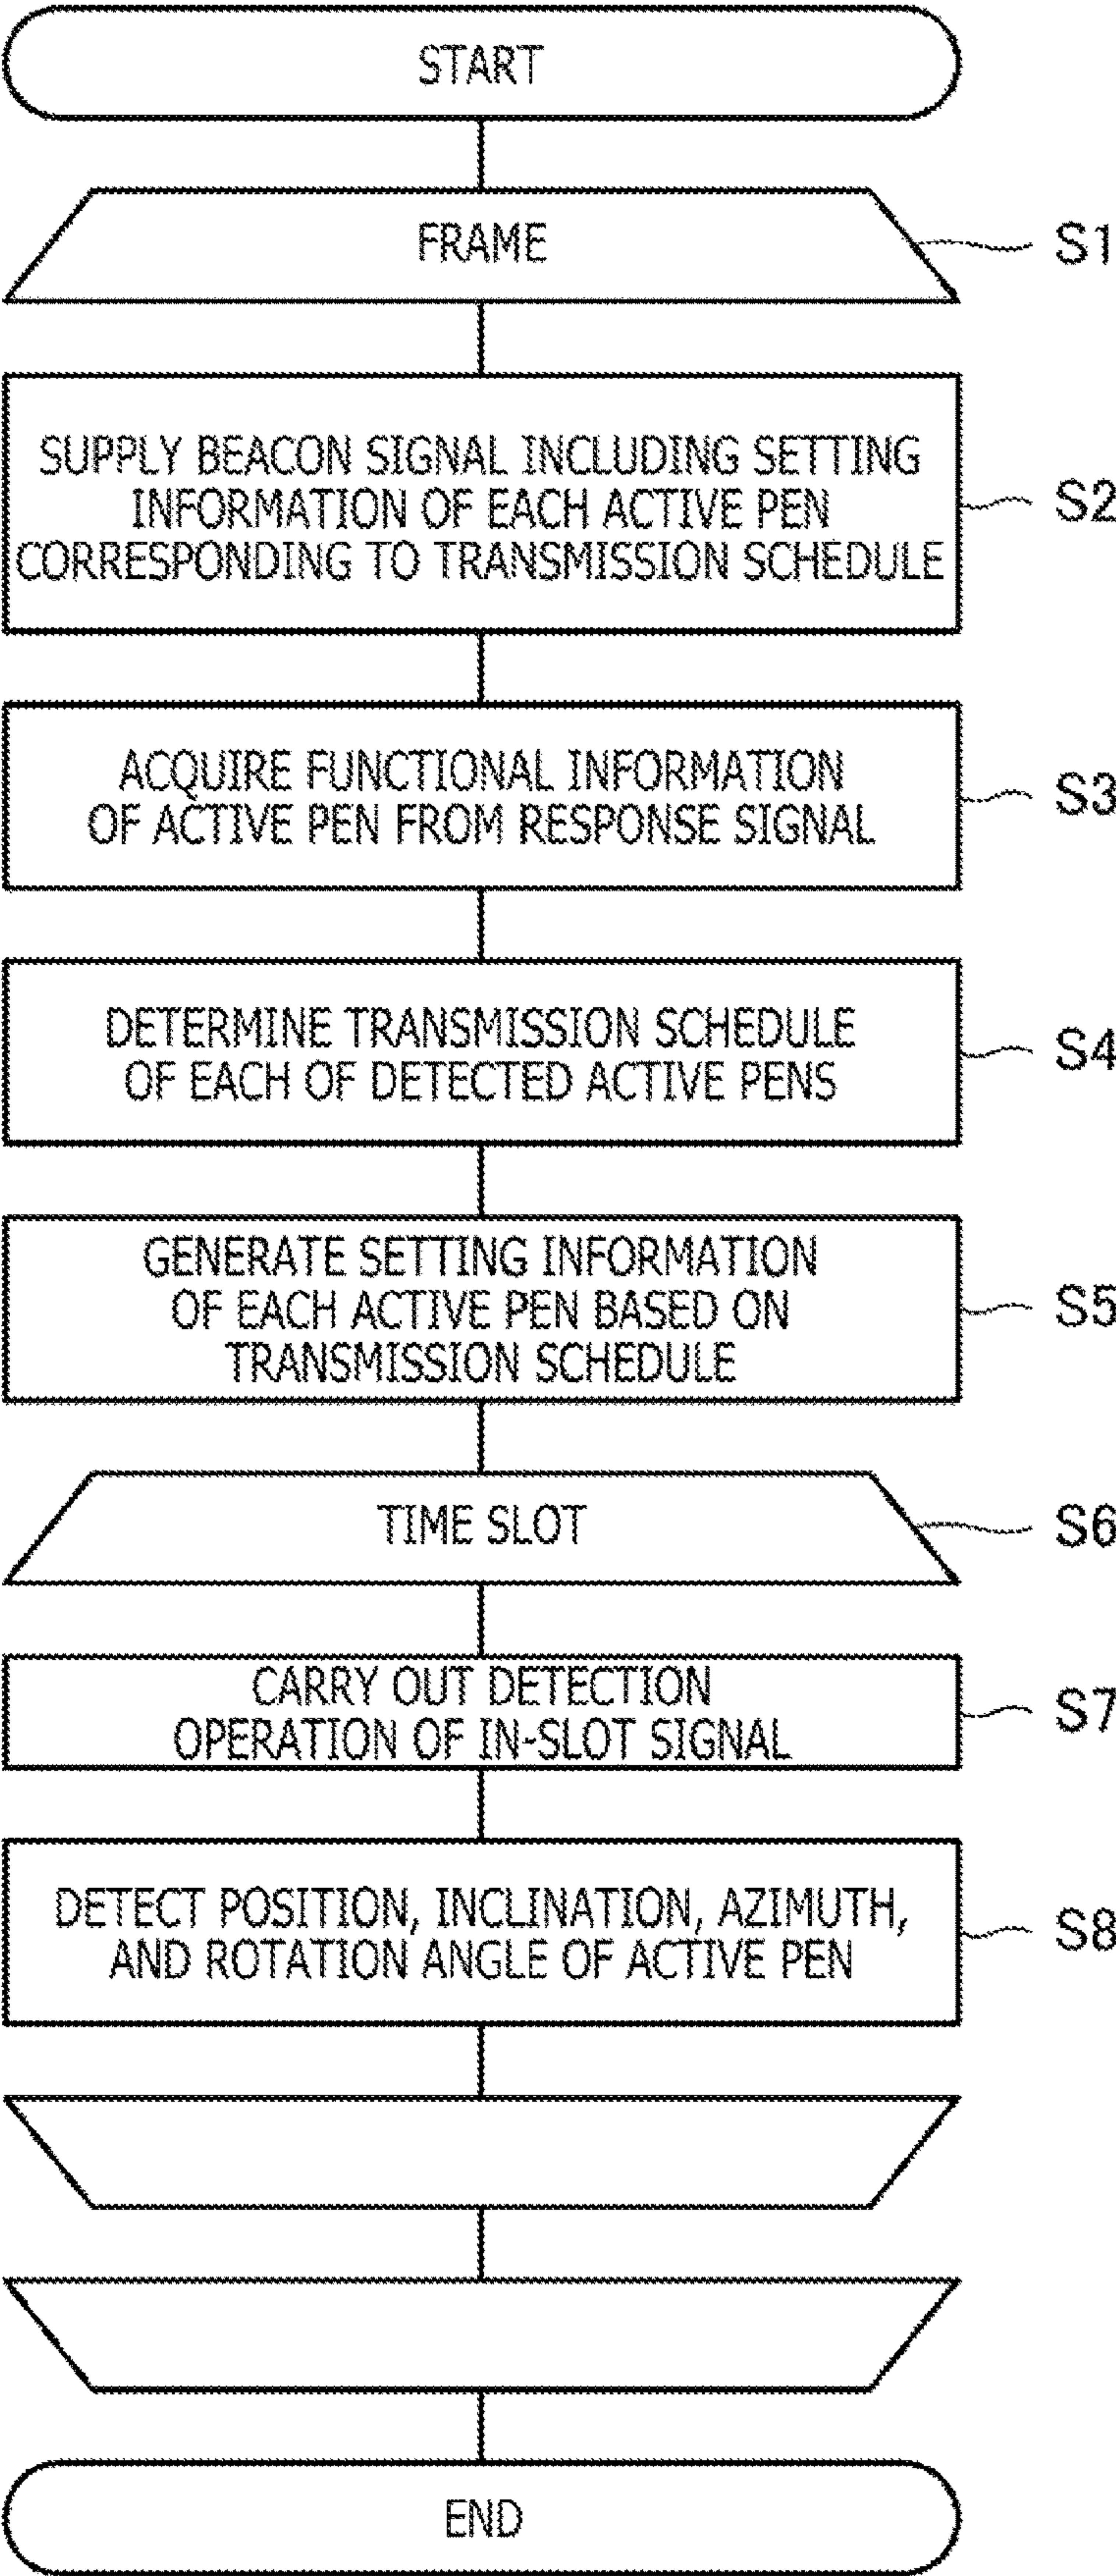 START
FRAME
S1
SUPPLY BEACON SIGNAL INCLUDING SETTING
INFORMATION OF EACH ACTIVE PEN
CORRESPONDING TO TRANSMISSION SCHEDULE
S2
ACQUIRE FUNCTIONAL INFORMATION
OF ACTIVE PEN FROM RESPONSE SIGNAL
S3
DETERMINE TRANSMISSION SCHEDULE
OF EACH OF DETECTED ACTIVE PENS
S4
GENERATE SETTING INFORMATION
OF EACH ACTIVE PEN BASED ON
TRANSMISSION SCHEDULE
S5
TIME SLOT
S6
CARRY OUT DETECTION
OPERATION OF IN-SLOT SIGNAL
S7
DETECT POSITION, INCLINATION, AZIMUTH,
AND ROTATION ANGLE OF ACTIVE PEN
S8
END